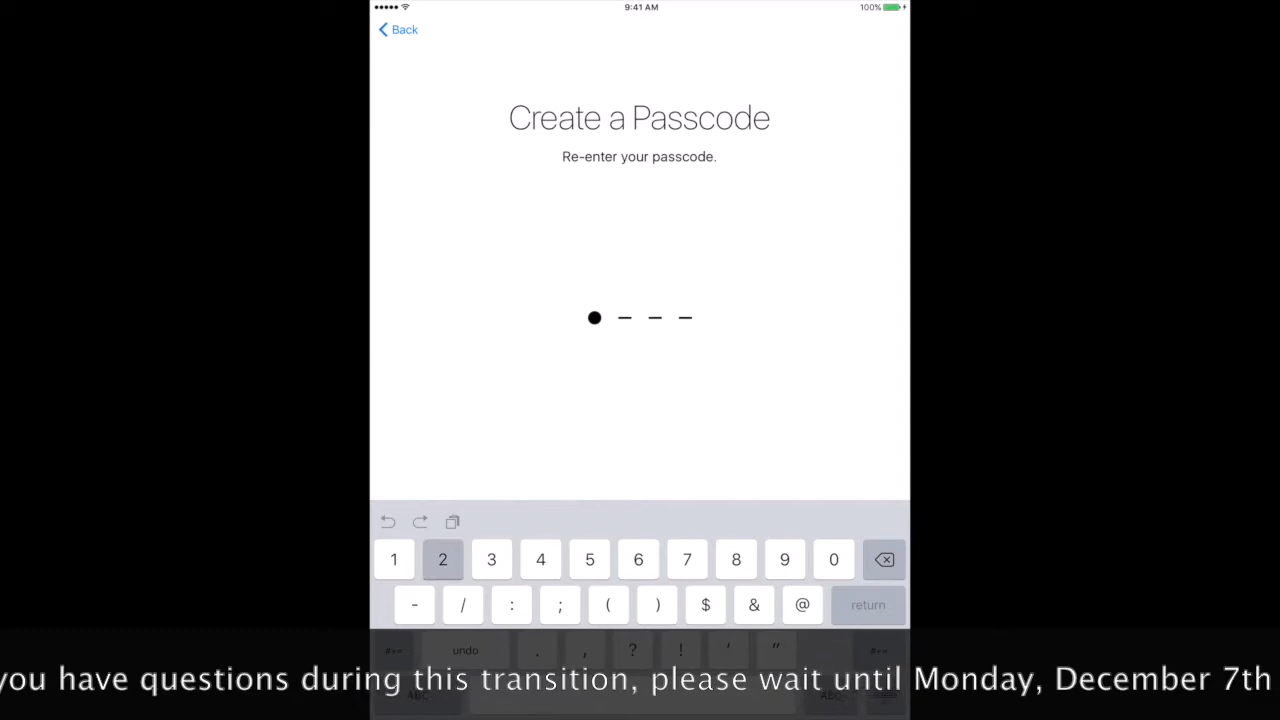 9:41 AM
100%
Back
Create a Passcode
Re-enter your passcode.
1 2 3 4 5 6 7 8 9 0
- / : ; ( ) $ & @ return
#+= undo . , ? ! ' " #+=
you have questions during this transition, please wait until Monday, December 7th
ABC